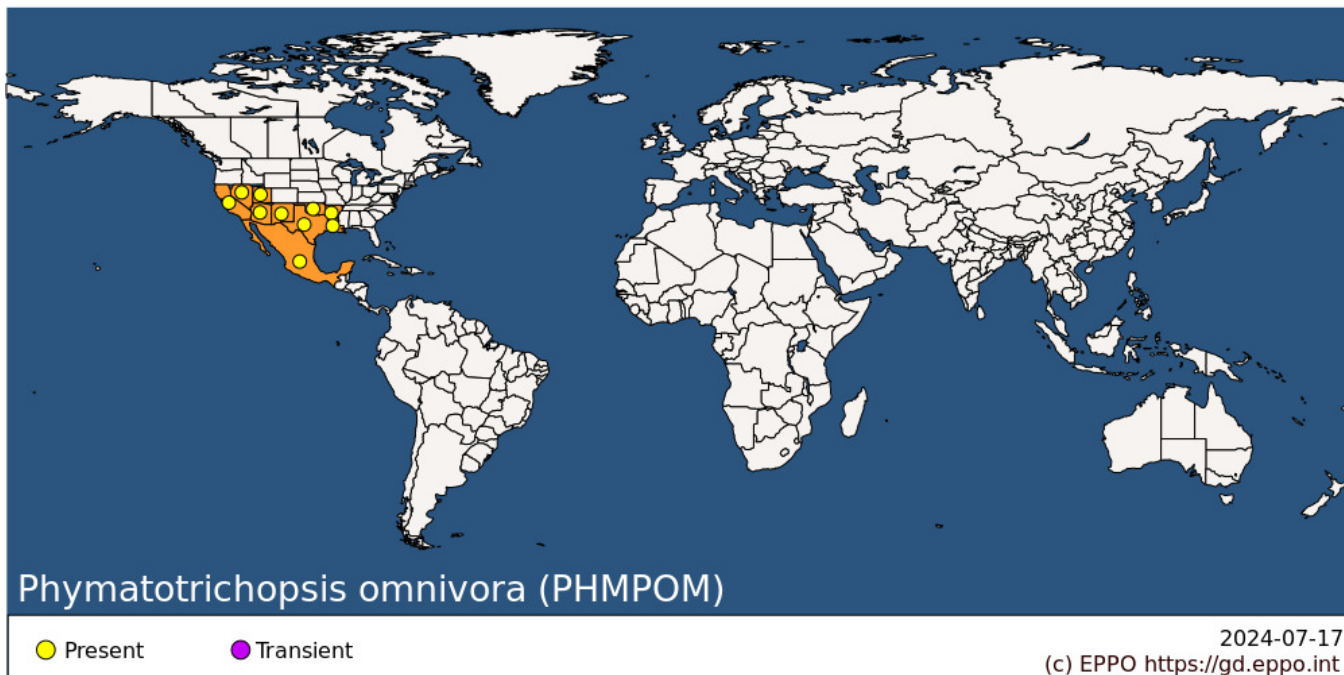 Phymatotrichopsis omnivora (PHMPOM)
Present
Transient
2024-07-17
(c) EPPO https://gd.eppo.int